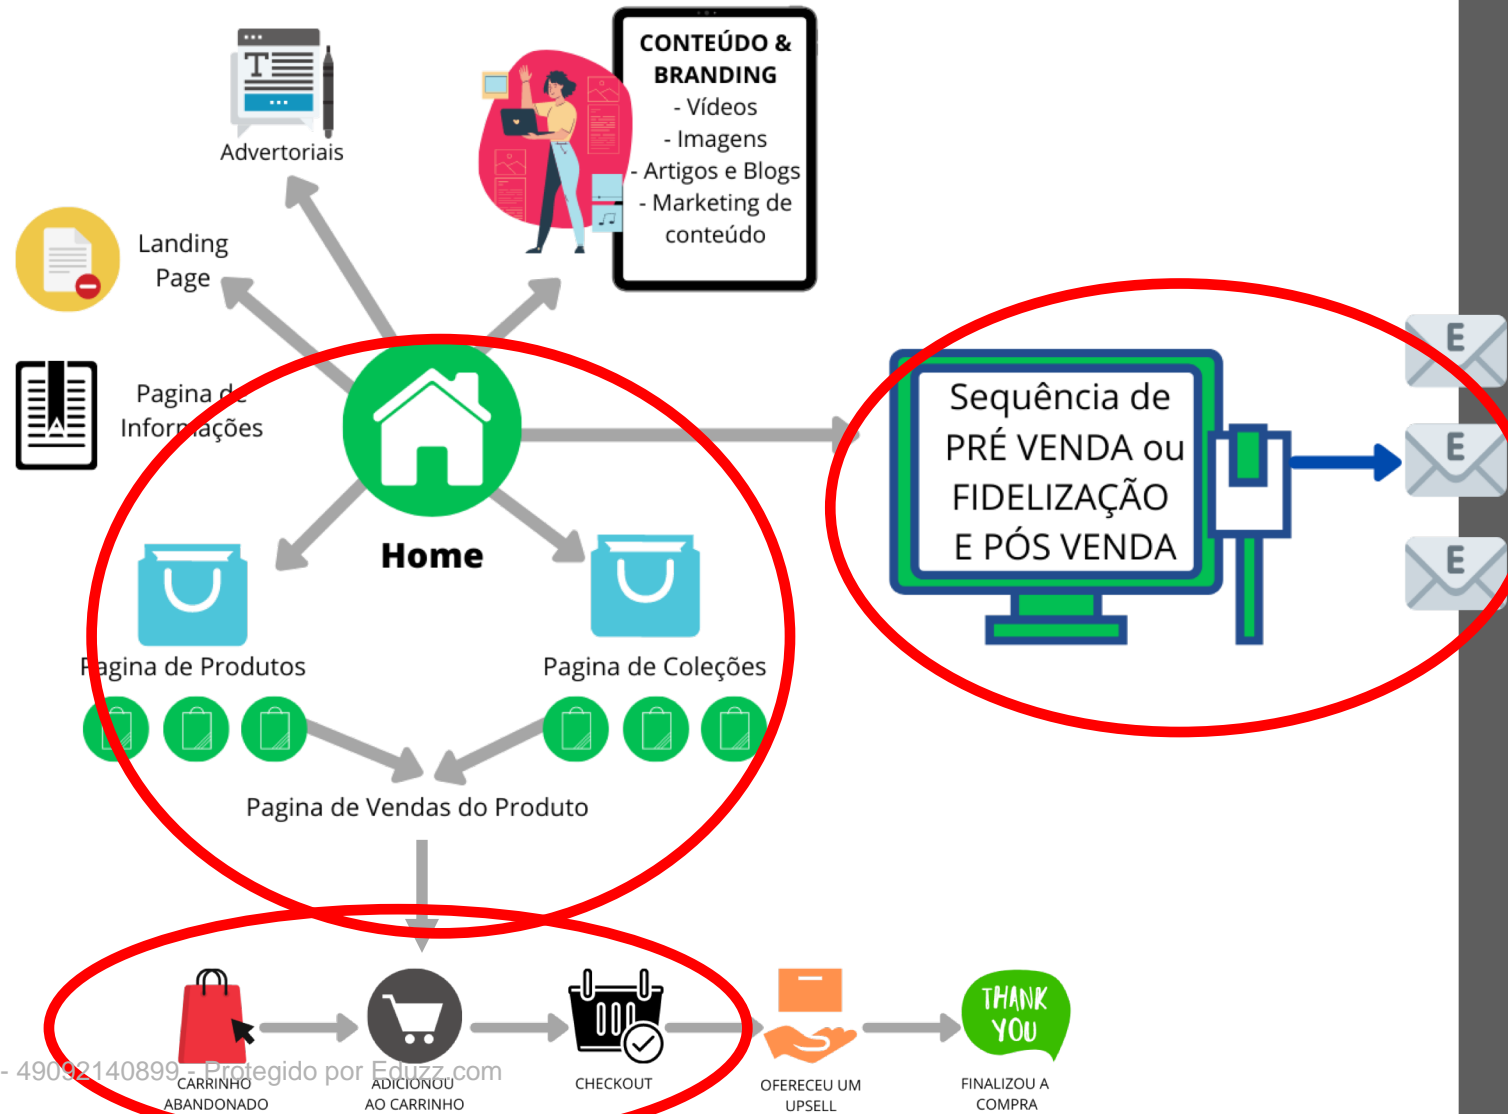 CONTEÚDO &
BRANDING
- Vídeos
- Imagens
- Artigos e Blogs
- Marketing de
conteúdo
T
Advertoriais
Landing
Page
Pagina de
Informações
Home
Sequência de
PRÉ VENDA ou
FIDELIZAÇÃO
E PÓS VENDA
E
E
E
Pagina de Produtos
Pagina de Coleções
Pagina de Vendas do Produto
THANK
YOU
- 49092140899 - Protegido por Eduzz.com
CARRINHO
ABANDONADO
ADICIONOU
AO CARRINHO
CHECKOUT
OFERECEU UM
UPSELL
FINALIZOU A
COMPRA